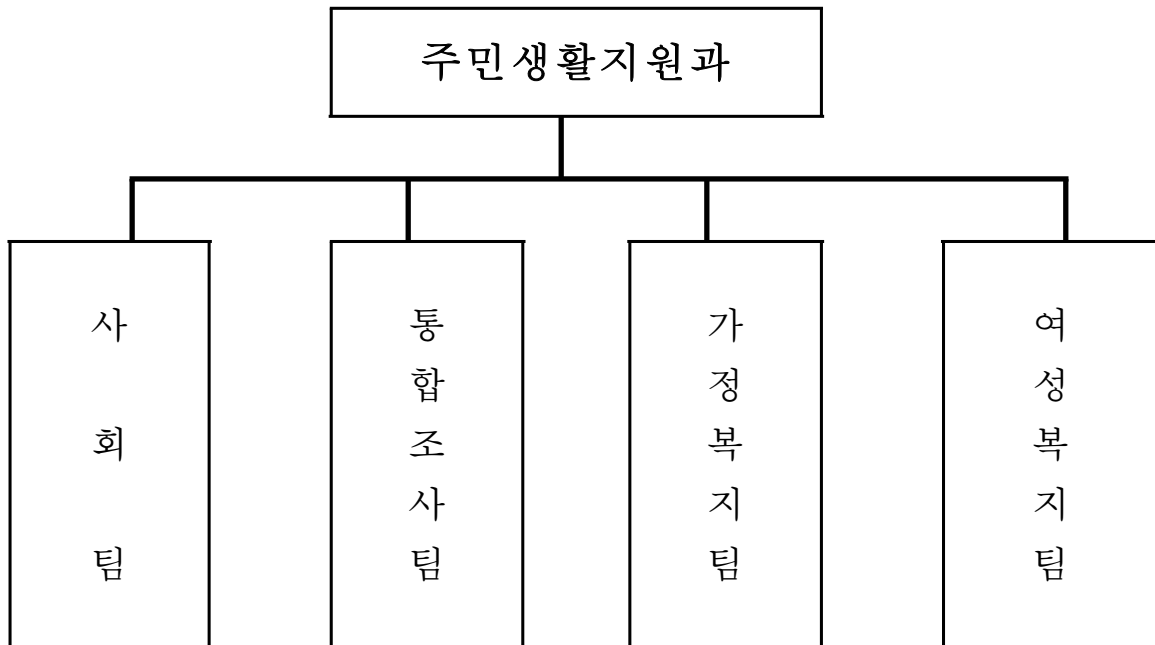 주민생활지원과
사회팀
통합조사팀
가정복지팀
여성복지팀